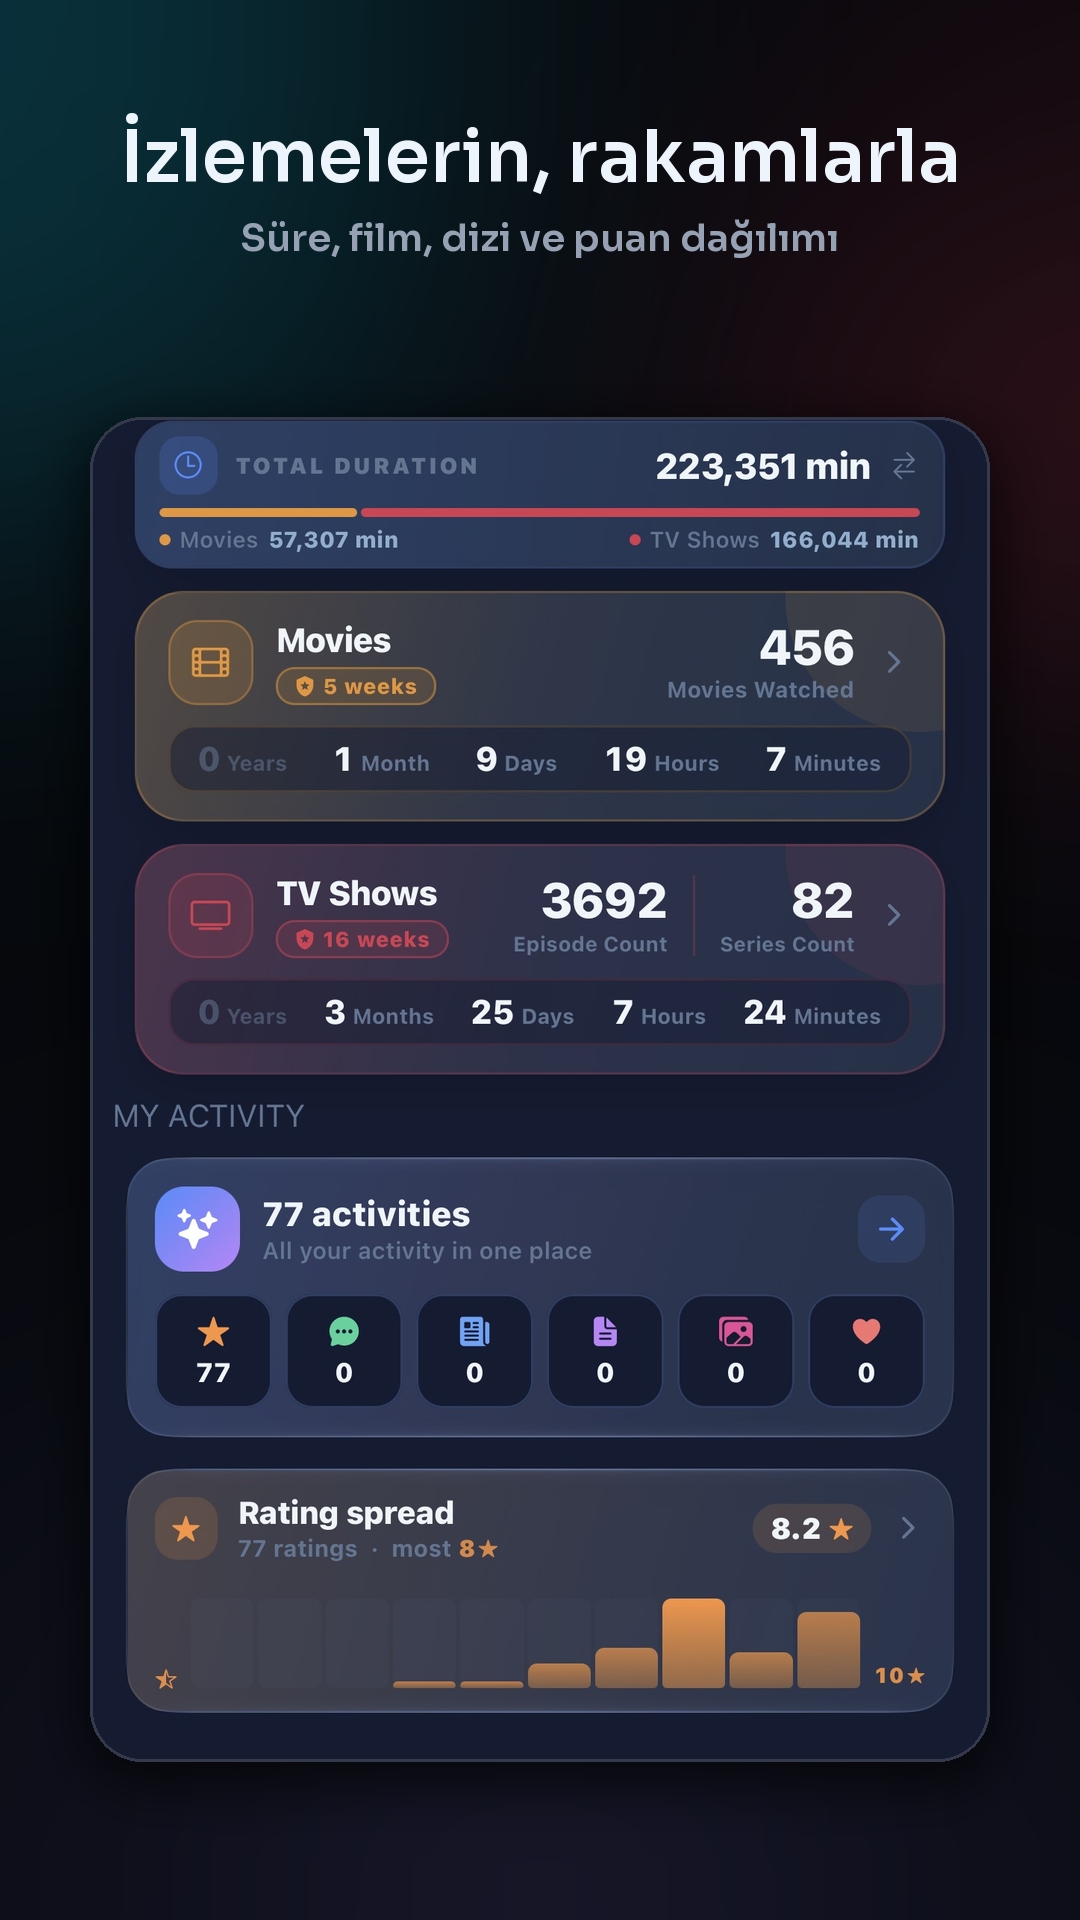 İzlemelerin, rakamlarla
Süre, film, dizi ve puan dağılımı
TOTAL DURATION 223,351 min
Movies 57,307 min TV Shows 166,044 min
Movies 456
5 weeks Movies Watched
0 Years 1 Month 9 Days 19 Hours 7 Minutes
TV Shows 3692 82
16 weeks Episode Count Series Count
0 Years 3 Months 25 Days 7 Hours 24 Minutes
MY ACTIVITY
77 activities
All your activity in one place
77 0 0 0 0 0
Rating spread 8.2 ★
77 ratings · most 8★
10★